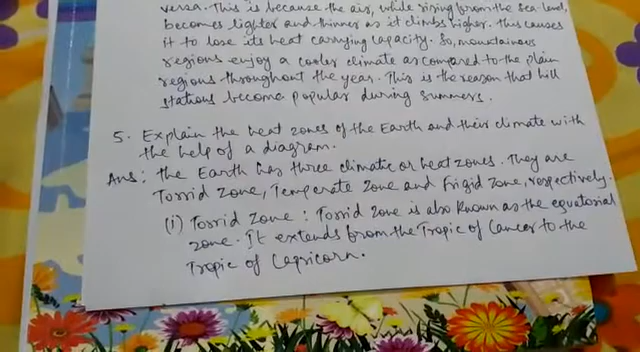 versa. This is because the air, while rising from the sea-level,
becomes lighter and thinner as it climbs higher. This causes
it to lose its heat carrying capacity. So, mountainous
regions enjoy a cooler climate as compared to the plain
regions throughout the year. This is the reason that hill
stations become popular during summers.
5. Explain the heat zones of the Earth and their climate with
the help of a diagram.
Ans: The Earth has three climatic or heat zones. They are
Torrid Zone, Temperate Zone and Frigid Zone, respectively.
(i) Torrid Zone: Torrid Zone is also known as the equatorial
zone. It extends from the Tropic of Cancer to the
Tropic of Capricorn.